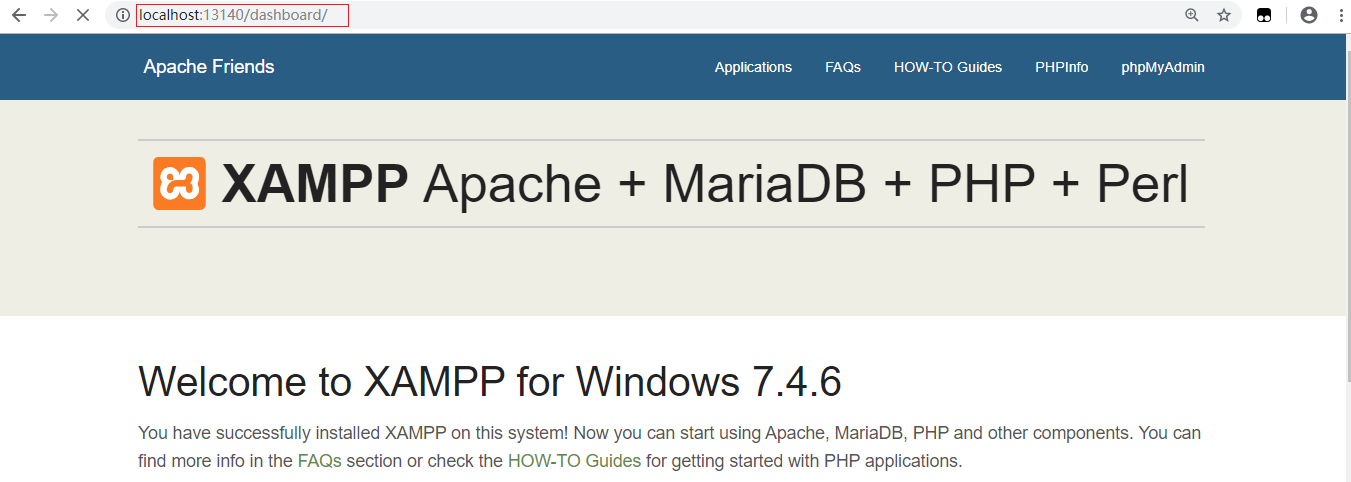 localhost:13140/dashboard/
Apache Friends
Applications
FAQs
HOW-TO Guides
PHPInfo
phpMyAdmin
XAMPP Apache + MariaDB + PHP + Perl
Welcome to XAMPP for Windows 7.4.6
You have successfully installed XAMPP on this system! Now you can start using Apache, MariaDB, PHP and other components. You can
find more info in the FAQs section or check the HOW-TO Guides for getting started with PHP applications.